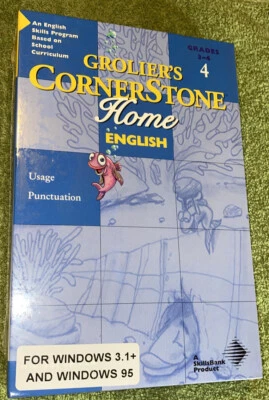 An English
Skills Program
Based on
School
Curriculum
GRADES
3-4
4
GROLIER'S
CORNERSTONE
Home
ENGLISH
Usage
Punctuation
FOR WINDOWS 3.1+
AND WINDOWS 95
A
SkillsBank
Product